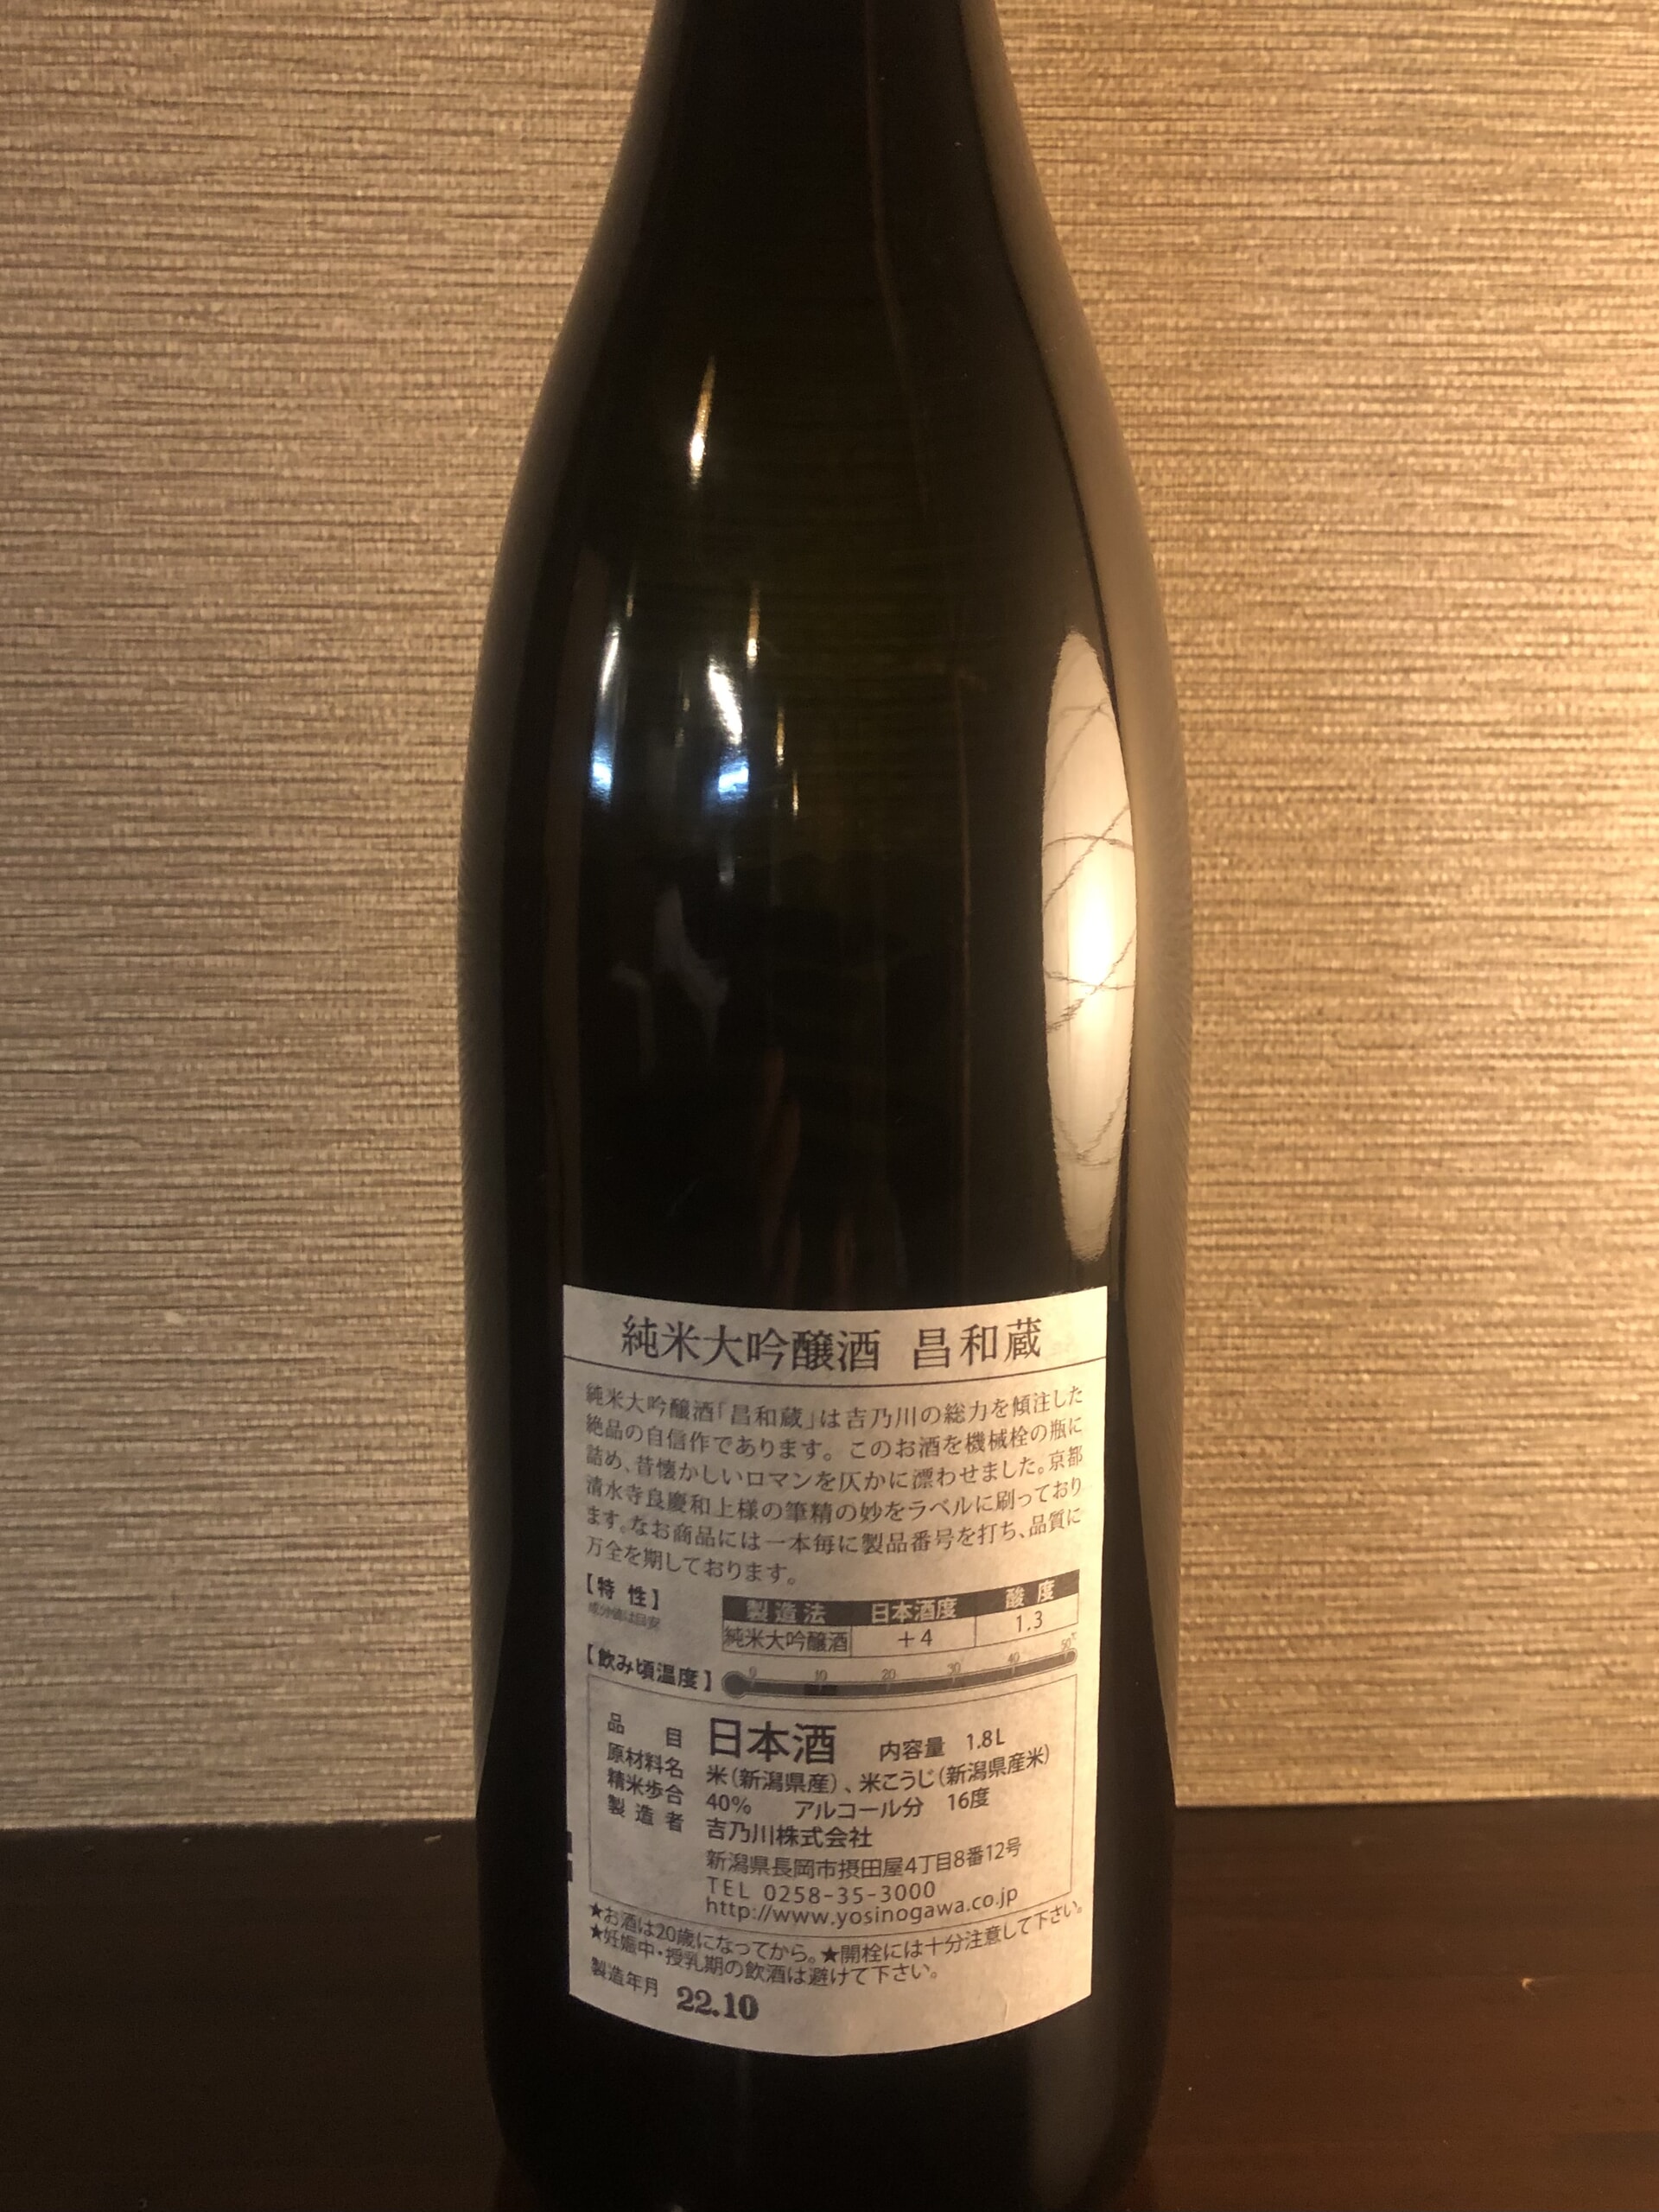 純米大吟醸酒 昌和蔵
純米大吟醸酒「昌和蔵」は吉乃川の総力を傾注した
絶品の自信作であります。このお酒を機械栓の瓶に
詰め、昔懐かしいロマンを仄かに漂わせました。京都
清水寺良慶和上様の筆精の妙をラベルに刷っており
ます。なお商品には一本毎に製品番号を打ち、品質に
万全を期しております。
【特 性】 製造法 日本酒度 酸 度
成分値は目安 純米大吟醸酒 +4 1.3
【飲み頃温度】 0 10 20 30 40 50℃
品 目 日本酒 内容量 1.8L
原材料名 米(新潟県産)、米こうじ(新潟県産米)
精米歩合 40% アルコール分 16度
製 造 者 吉乃川株式会社
新潟県長岡市摂田屋4丁目8番12号
TEL 0258-35-3000
http://www.yosinogawa.co.jp
★お酒は20歳になってから。★開栓には十分注意して下さい。
★妊娠中・授乳期の飲酒は避けて下さい。
製造年月 22.10